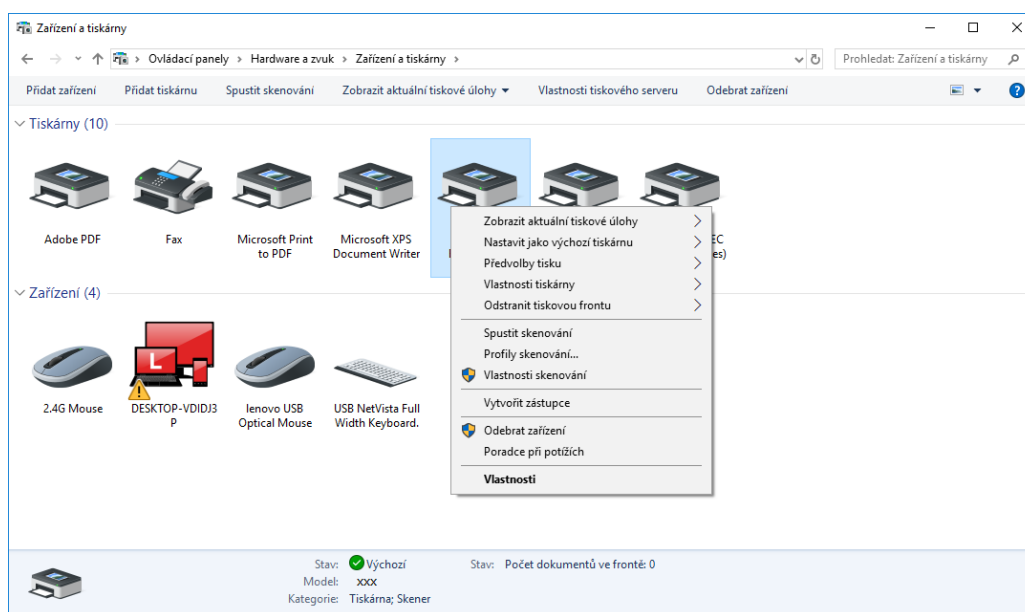 Zařízení a tiskárny
Ovládací panely > Hardware a zvuk > Zařízení a tiskárny >
Prohledat: Zařízení a tiskárny
Přidat zařízení Přidat tiskárnu Spustit skenování Zobrazit aktuální tiskové úlohy Vlastnosti tiskového serveru Odebrat zařízení
?
Tiskárny (10)
Adobe PDF
Fax
Microsoft Print
to PDF
Microsoft XPS
Document Writer
Zobrazit aktuální tiskové úlohy
Nastavit jako výchozí tiskárnu
Předvolby tisku
Vlastnosti tiskárny
Odstranit tiskovou frontu
Spustit skenování
Profily skenování...
Vlastnosti skenování
Vytvořit zástupce
Odebrat zařízení
Poradce při potížích
Vlastnosti
Zařízení (4)
2.4G Mouse
L
DESKTOP-VDIDJ3
P
lenovo USB
Optical Mouse
USB NetVista Full
Width Keyboard.
Stav: Výchozí
Model: xxx
Kategorie: Tiskárna; Skener
Stav: Počet dokumentů ve frontě: 0